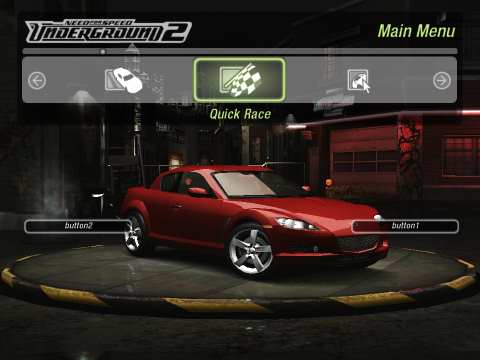 NEED FOR SPEED
UNDERGROUND 2
Main Menu
Quick Race
button2
button1